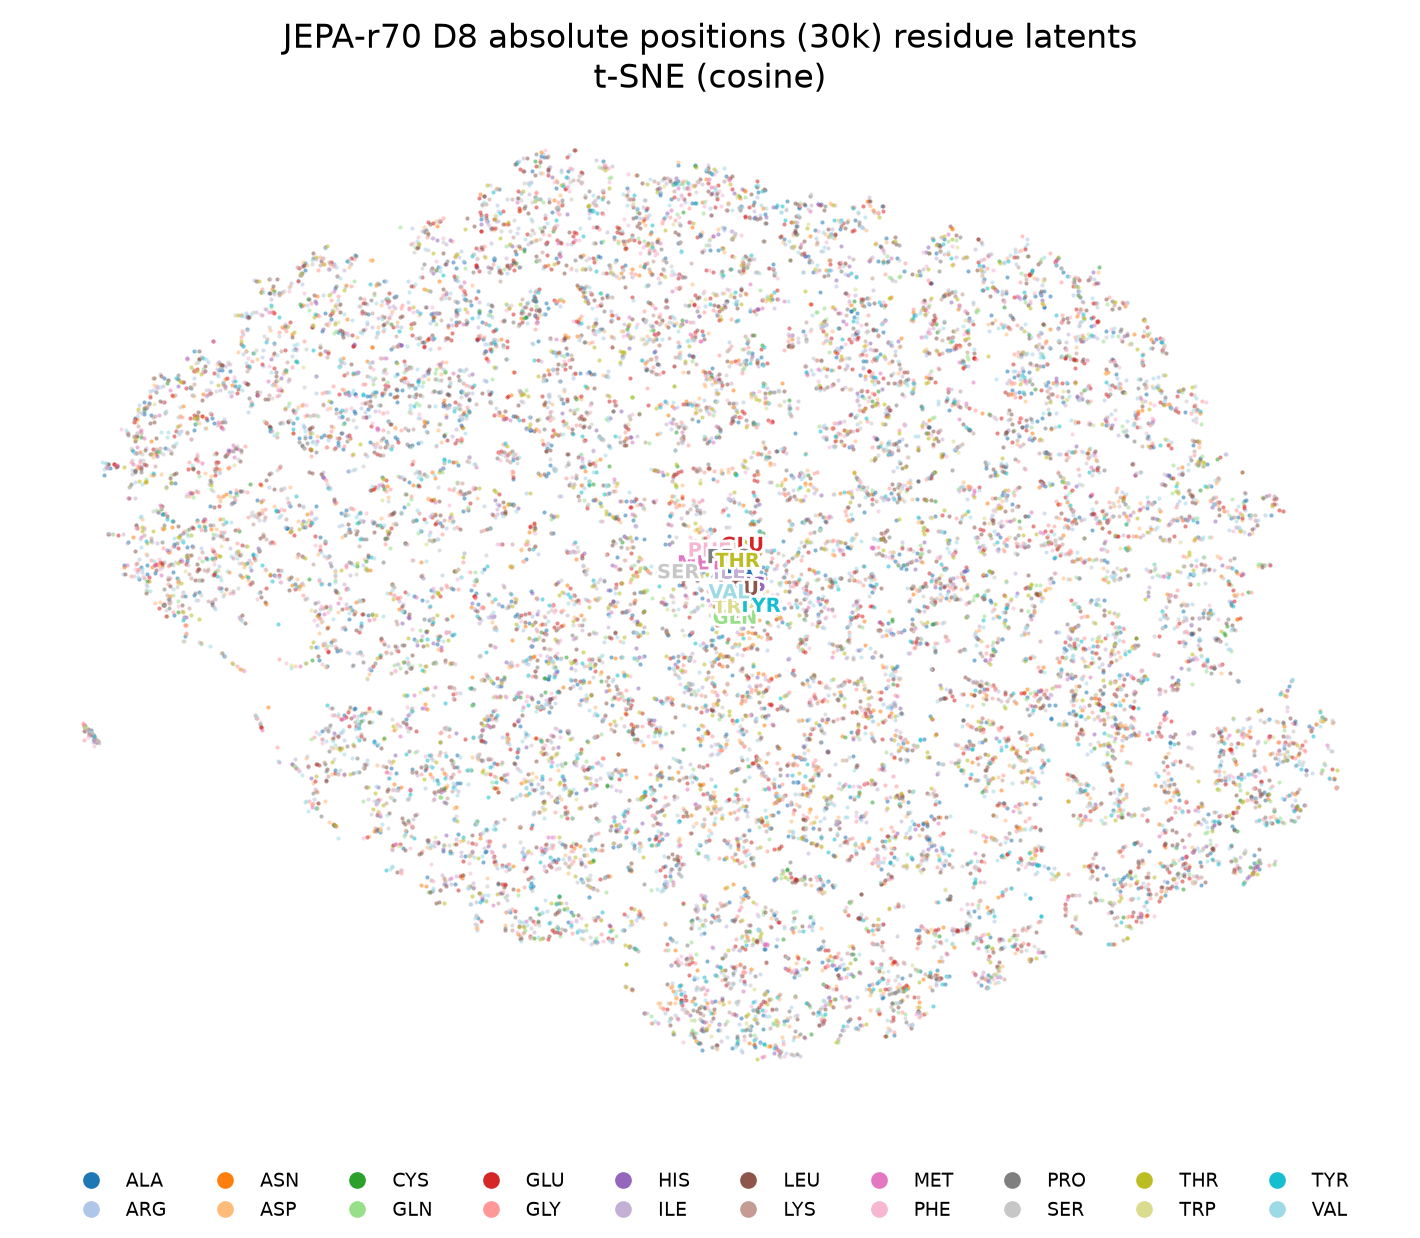 JEPA-r70 D8 absolute positions (30k) residue latents
t-SNE (cosine)
GLU
THR
SER
VAL
TYR
GLN
ALA ASN CYS GLU HIS LEU MET PRO THR TYR
ARG ASP GLN GLY ILE LYS PHE SER TRP VAL